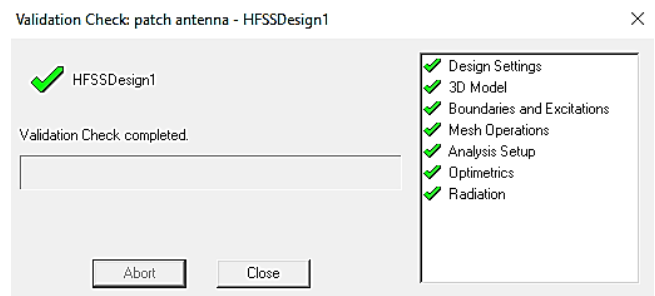 Validation Check: patch antenna - HFSSDesign1
HFSSDesign1
Validation Check completed.
Abort
Close
Design Settings
3D Model
Boundaries and Excitations
Mesh Operations
Analysis Setup
Optimetrics
Radiation